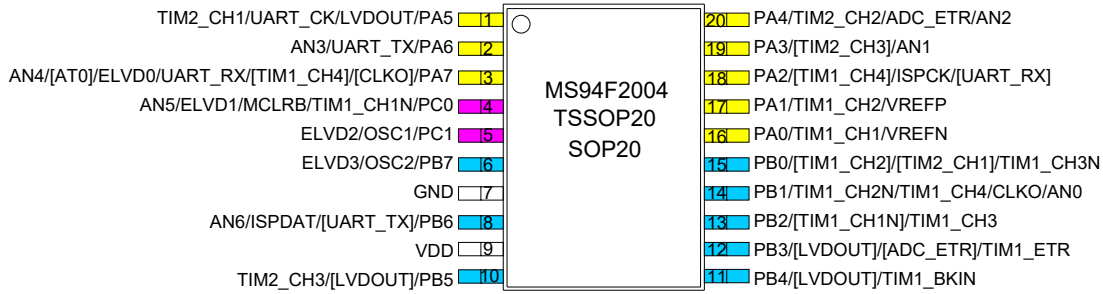 TIM2_CH1/UART_CK/LVDOUT/PA5 1
AN3/UART_TX/PA6 2
AN4/[AT0]/ELVD0/UART_RX/[TIM1_CH4]/[CLKO]/PA7 3
AN5/ELVD1/MCLRB/TIM1_CH1N/PC0 4
ELVD2/OSC1/PC1 5
ELVD3/OSC2/PB7 6
GND 7
AN6/ISPDAT/[UART_TX]/PB6 8
VDD 9
TIM2_CH3/[LVDOUT]/PB5 10
MS94F2004
TSSOP20
SOP20
20 PA4/TIM2_CH2/ADC_ETR/AN2
19 PA3/[TIM2_CH3]/AN1
18 PA2/[TIM1_CH4]/ISPCK/[UART_RX]
17 PA1/TIM1_CH2/VREFP
16 PA0/TIM1_CH1/VREFN
15 PB0/[TIM1_CH2]/[TIM2_CH1]/TIM1_CH3N
14 PB1/TIM1_CH2N/TIM1_CH4/CLKO/AN0
13 PB2/[TIM1_CH1N]/TIM1_CH3
12 PB3/[LVDOUT]/[ADC_ETR]/TIM1_ETR
11 PB4/[LVDOUT]/TIM1_BKIN